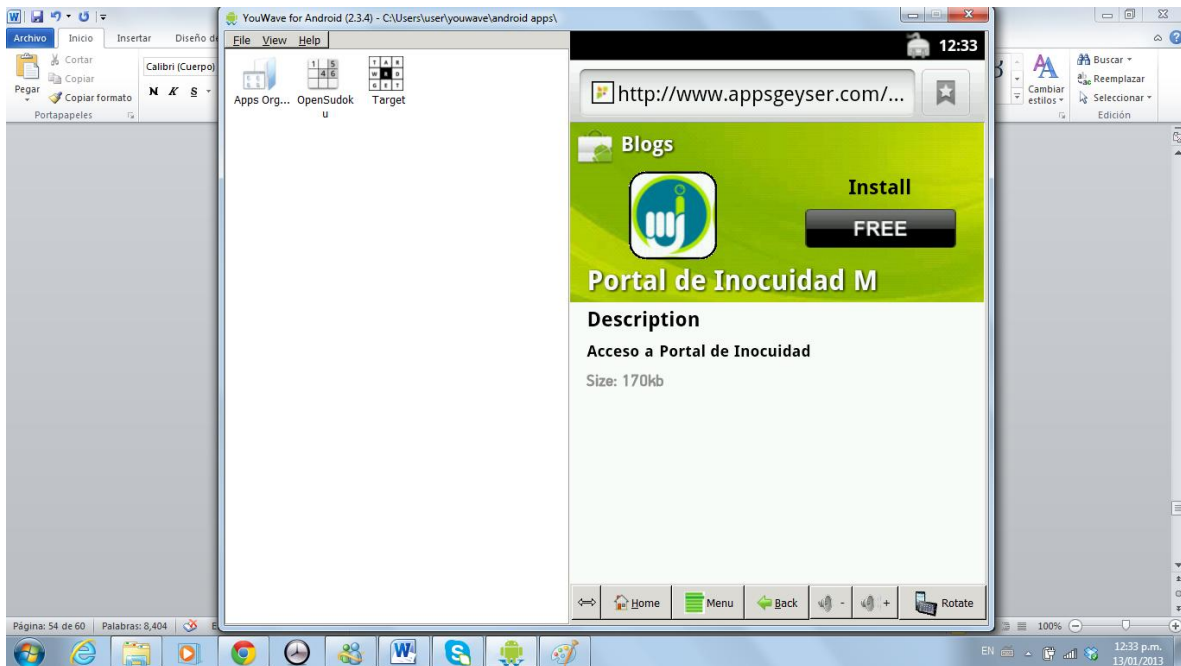 YouWave for Android (2.3.4) - C:\Users\user\youwave\android apps\
Archivo Inicio Insertar Diseño d
Cortar
Copiar
Copiar formato
Pegar
Portapapeles
Calibri (Cuerpo)
N K S
File View Help
Apps Org... OpenSudok
u
Target
12:33
http://www.appsgeyser.com/...
Blogs
Install
FREE
Portal de Inocuidad M
Description
Acceso a Portal de Inocuidad
Size: 170kb
Home Menu Back - + Rotate
Cambiar
estilos
Buscar
Reemplazar
Seleccionar
Edición
Página: 54 de 60 Palabras: 8,404
100%
EN
12:33 p.m.
13/01/2013